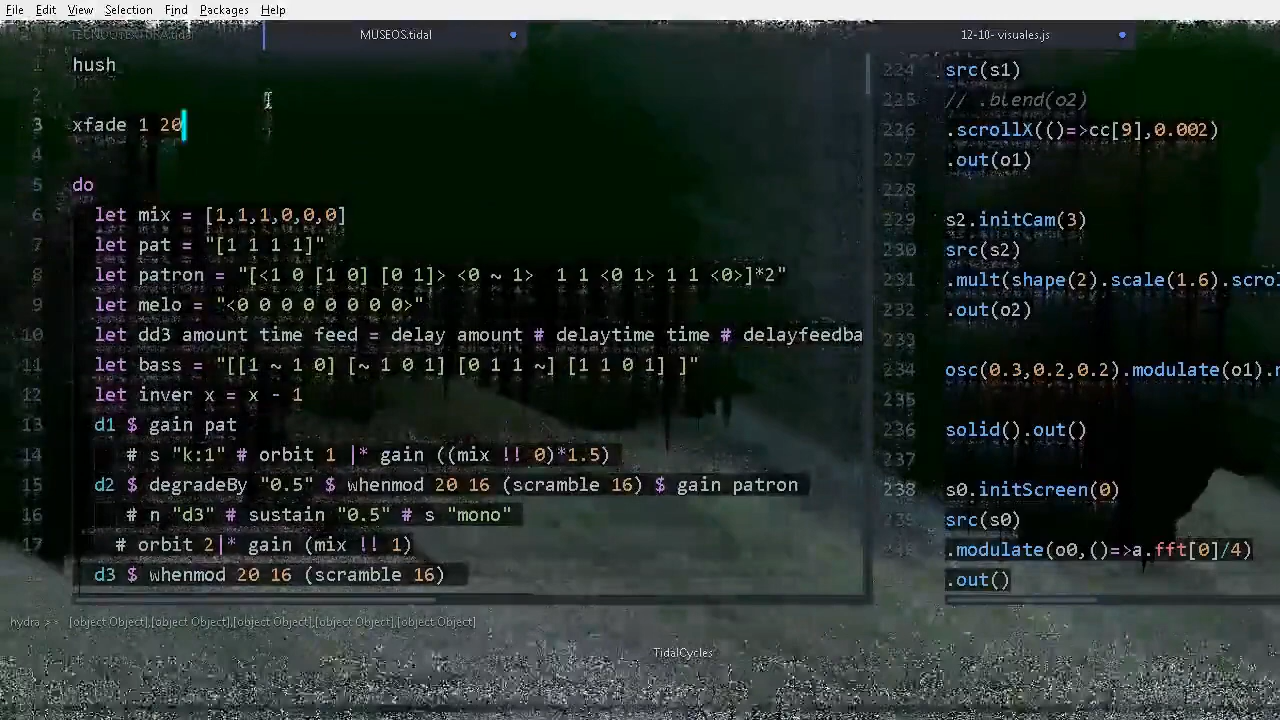 File Edit View Selection Find Packages Help
TECNOTEXTURA.tidal MUSEOS.tidal 12-10- visuales.js
1 hush
2
3 xfade 1 20
4
5 do
6 let mix = [1,1,1,0,0,0]
7 let pat = "[1 1 1 1]"
8 let patron = "[<1 0 [1 0] [0 1]> <0 ~ 1>  1 1 <0 1> 1 1 <0>]*2"
9 let melo = "<0 0 0 0 0 0 0 0>"
10 let dd3 amount time feed = delay amount # delaytime time # delayfeedba
11 let bass = "[[1 ~ 1 0] [~ 1 0 1] [0 1 1 ~] [1 1 0 1] ]"
12 let inver x = x - 1
13 d1 $ gain pat
14 # s "k:1" # orbit 1 |* gain ((mix !! 0)*1.5)
15 d2 $ degradeBy "0.5" $ whenmod 20 16 (scramble 16) $ gain patron
16 # n "d3" # sustain "0.5" # s "mono"
17 # orbit 2|* gain (mix !! 1)
d3 $ whenmod 20 16 (scramble 16)
224 src(s1)
225 // .blend(o2)
226 .scrollX(()=>cc[9],0.002)
227 .out(o1)
228
229 s2.initCam(3)
230 src(s2)
231 .mult(shape(2).scale(1.6).scro
232 .out(o2)
233
234 osc(0.3,0.2,0.2).modulate(o1).
235
236 solid().out()
237
238 s0.initScreen(0)
239 src(s0)
.modulate(o0,()=>a.fft[0]/4)
.out()
hydra >> [object Object],[object Object],[object Object],[object Object],[object Object]
TidalCycles